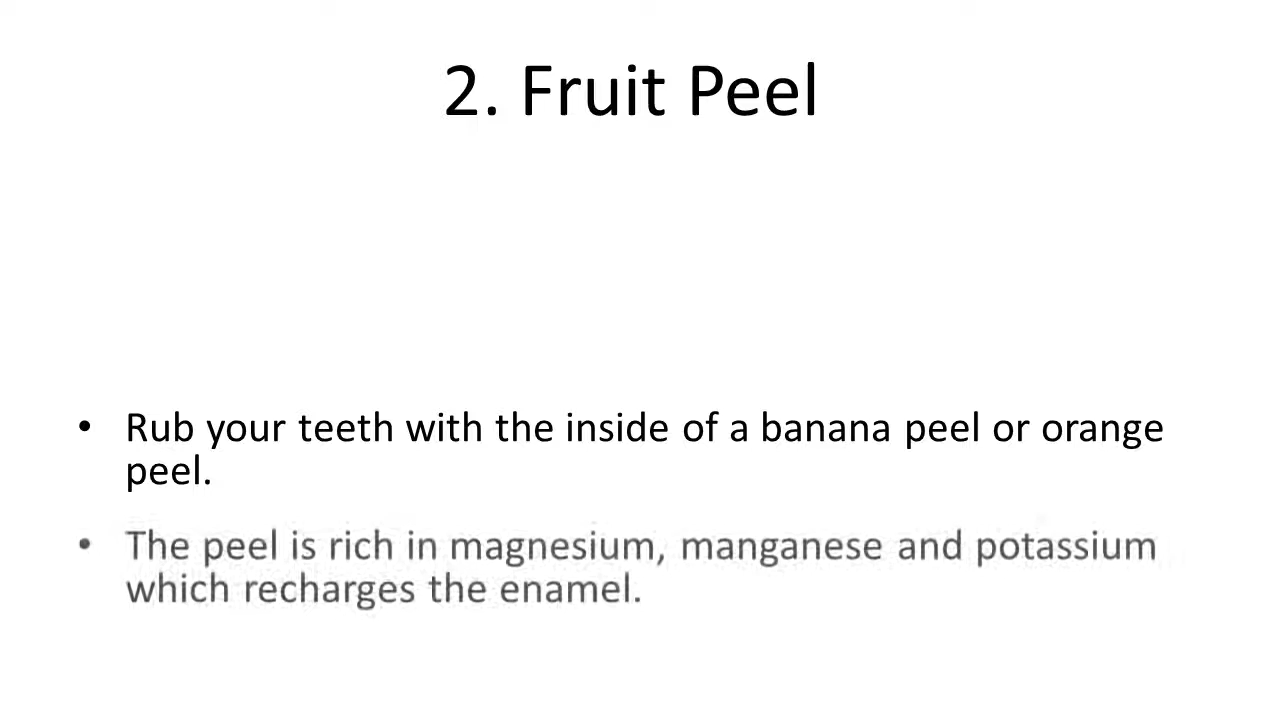 2. Fruit Peel
• Rub your teeth with the inside of a banana peel or orange
peel.
• The peel is rich in magnesium, manganese and potassium
which recharges the enamel.